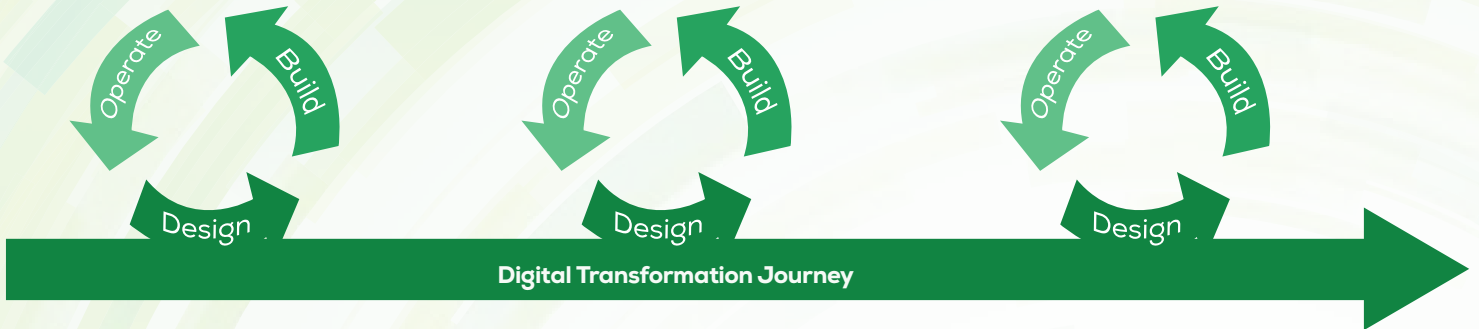 Operate
Build
Design
Operate
Build
Design
Operate
Build
Design
Digital Transformation Journey